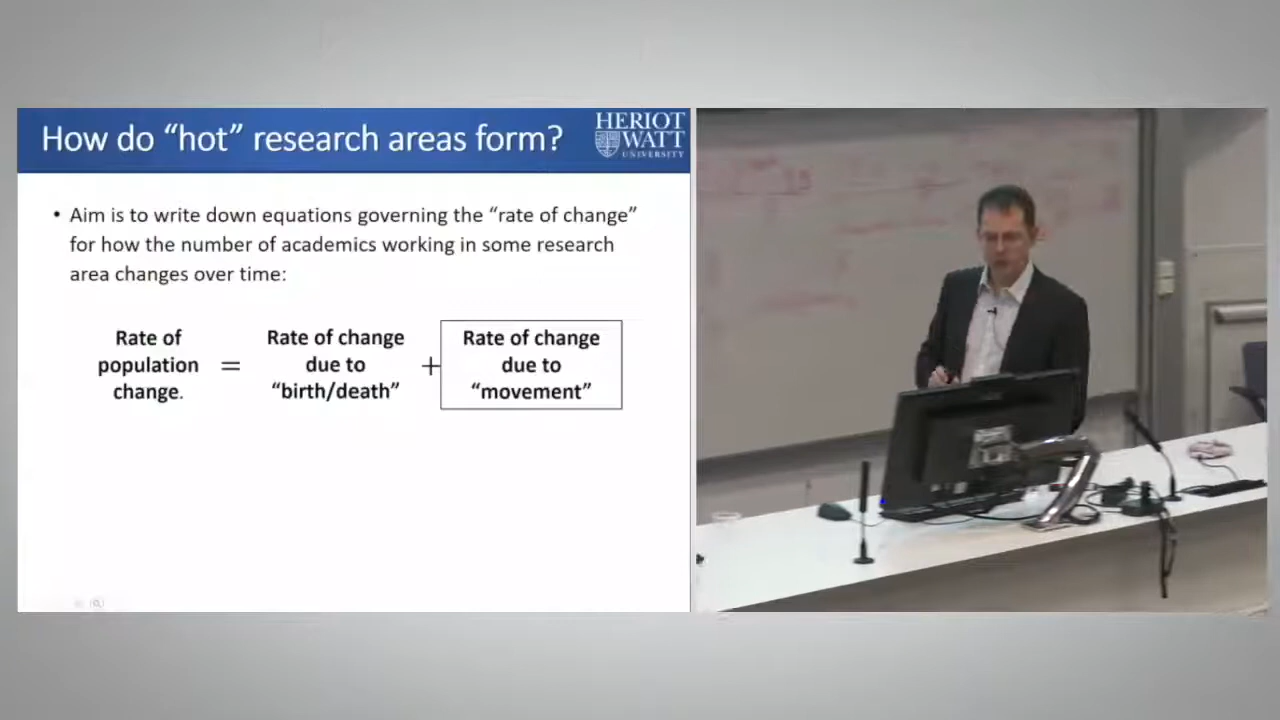 How do “hot” research areas form?
HERIOT
WATT
UNIVERSITY
• Aim is to write down equations governing the “rate of change”
for how the number of academics working in some research
area changes over time:
Rate of
population
change.
=
Rate of change
due to
“birth/death”
+
Rate of change
due to
“movement”